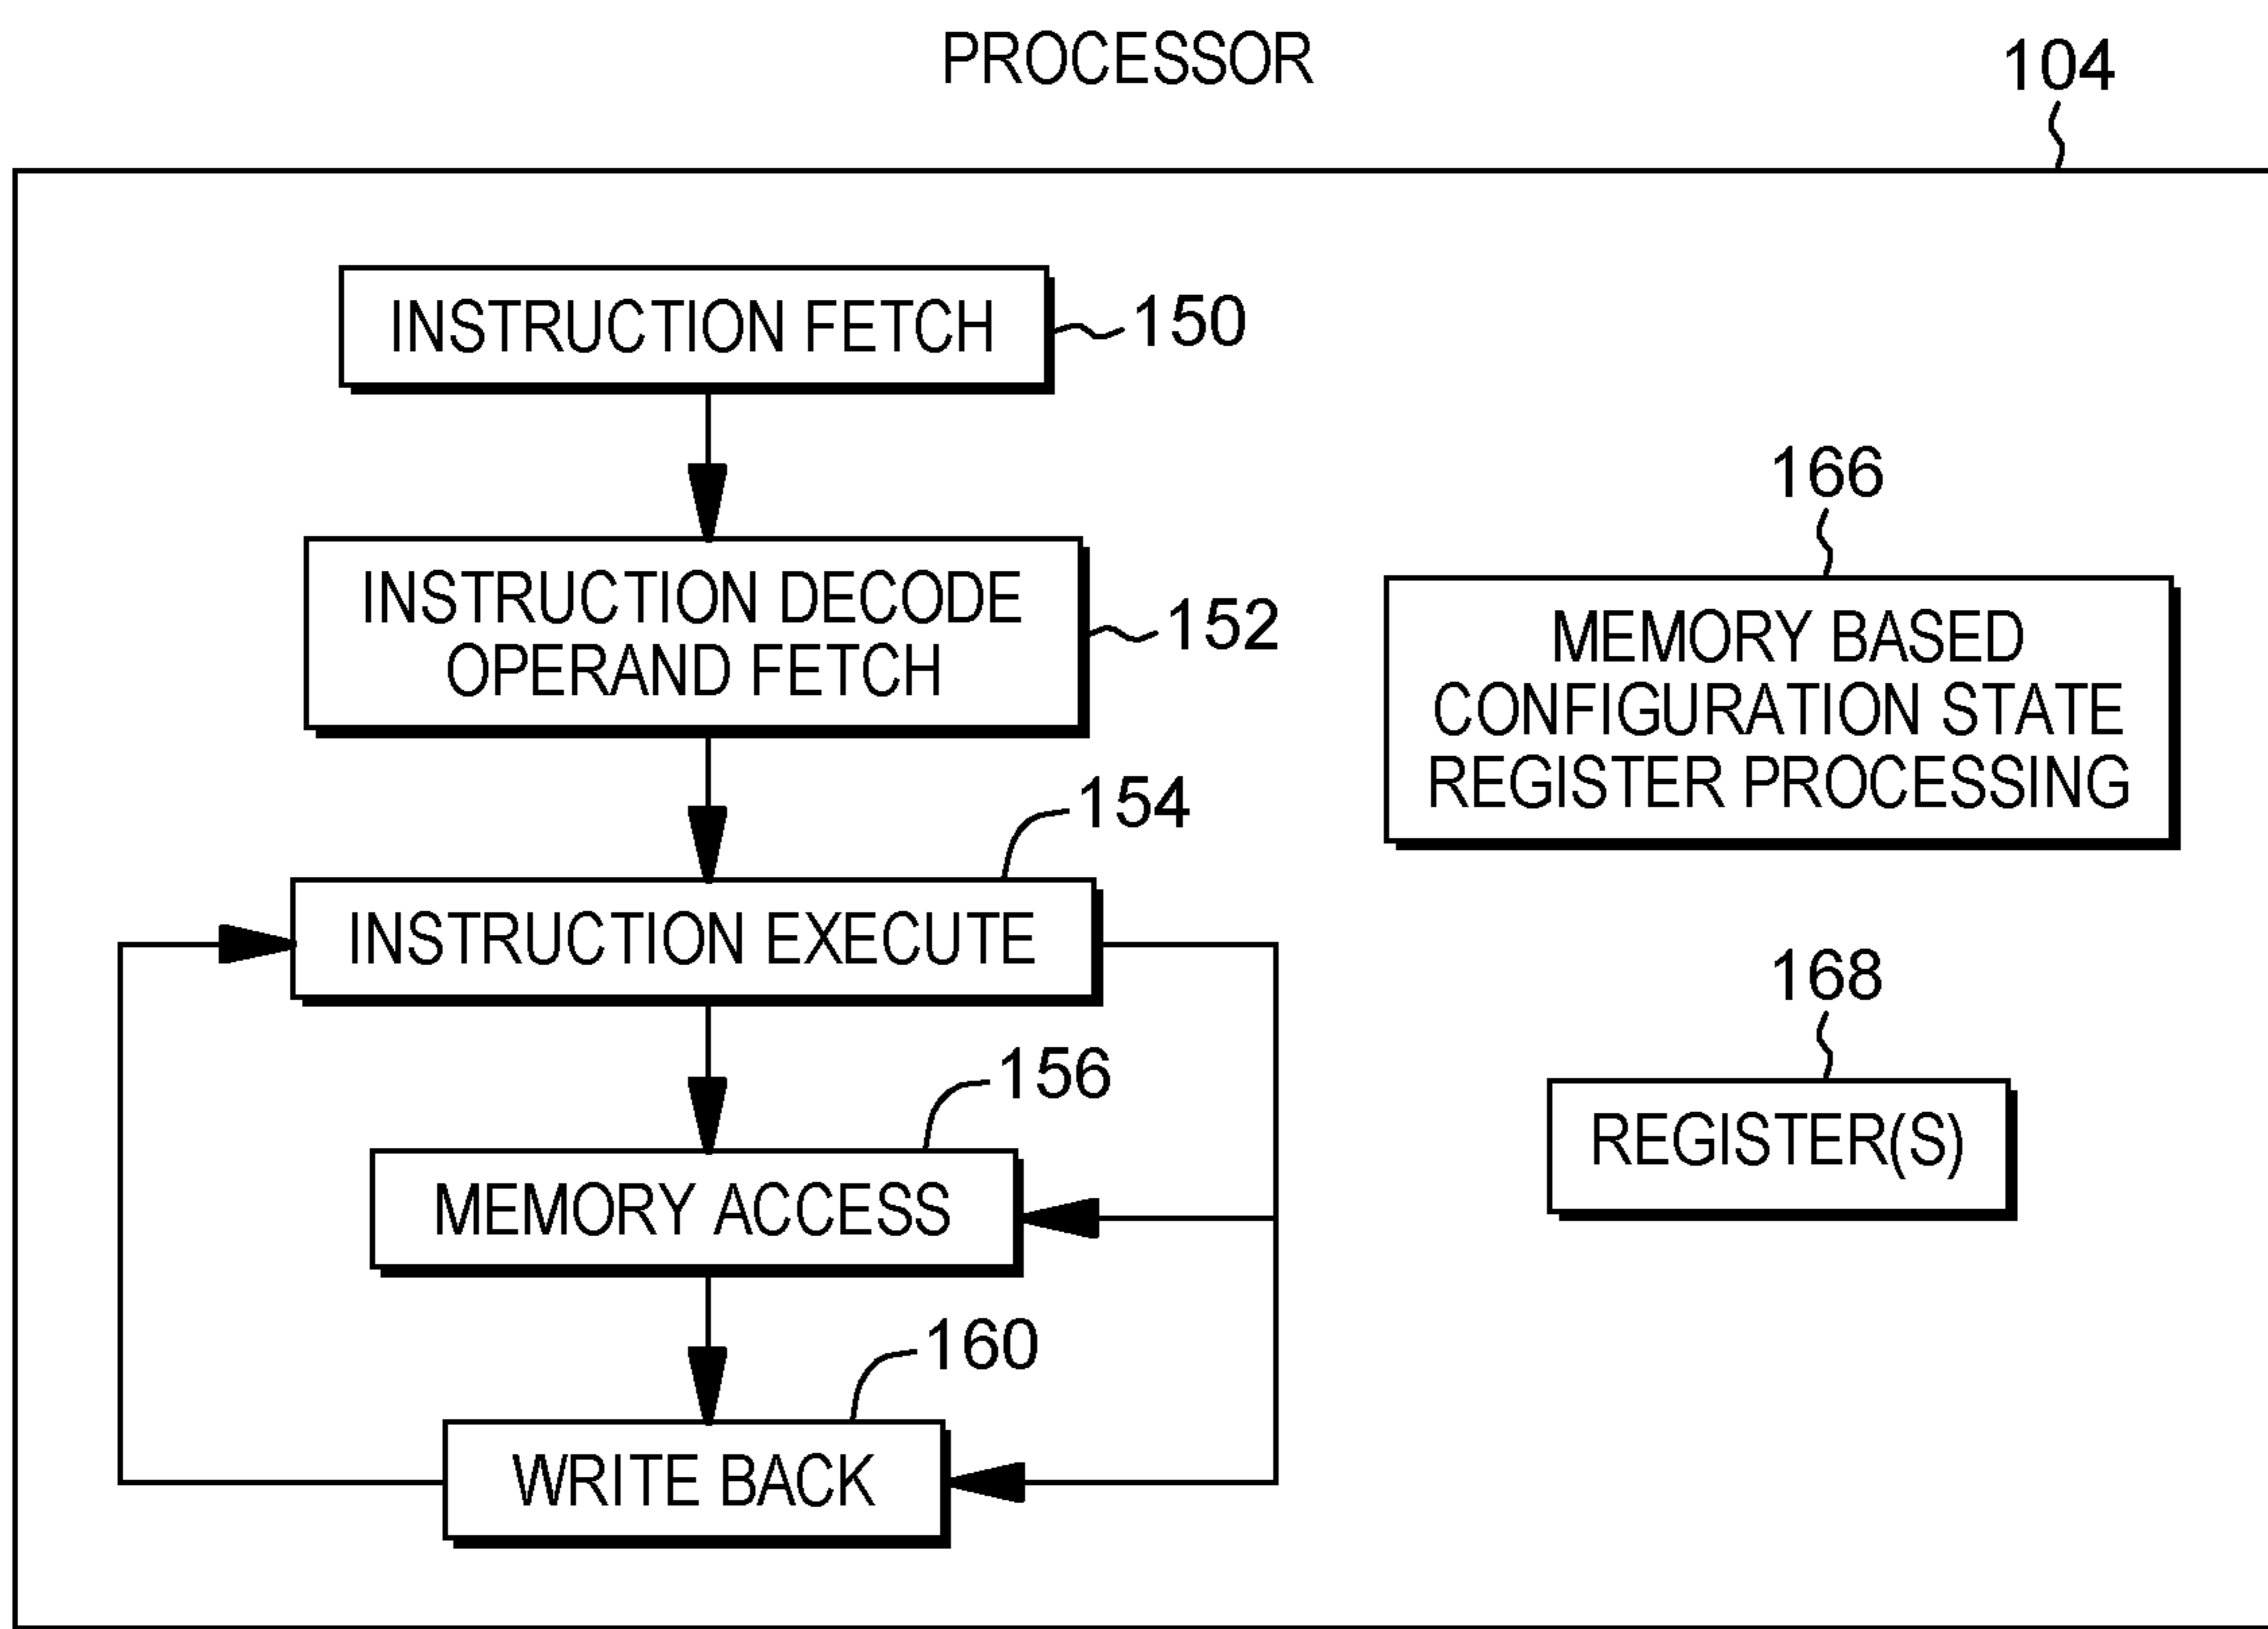 PROCESSOR
104
INSTRUCTION FETCH
150
INSTRUCTION DECODE
OPERAND FETCH
152
154
INSTRUCTION EXECUTE
156
MEMORY ACCESS
160
WRITE BACK
166
MEMORY BASED
CONFIGURATION STATE
REGISTER PROCESSING
168
REGISTER(S)